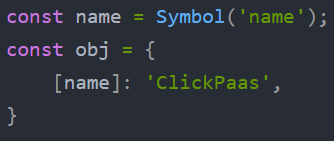 const name = Symbol('name');
const obj = {
    [name]: 'ClickPaas',
}